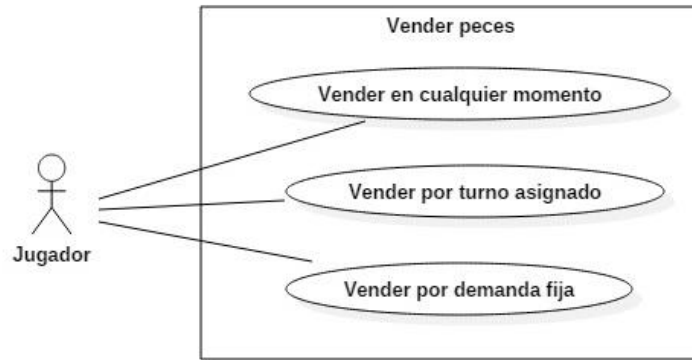 Vender peces
Vender en cualquier momento
Vender por turno asignado
Jugador
Vender por demanda fija